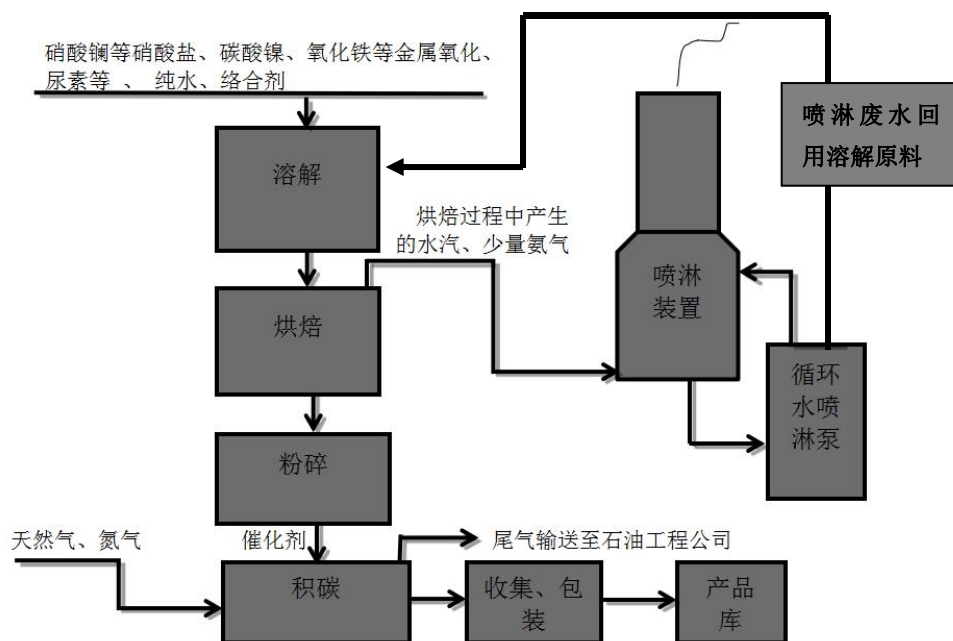 硝酸镧等硝酸盐、碳酸镍、氧化铁等金属氧化、
尿素等 、 纯水、络合剂
喷淋废水回
用溶解原料
溶解
烘焙过程中产生
的水汽、少量氨气
喷淋
装置
烘焙
循环
水喷
淋泵
粉碎
天然气、氮气
催化剂
尾气输送至石油工程公司
积碳
收集、包
装
产品
库